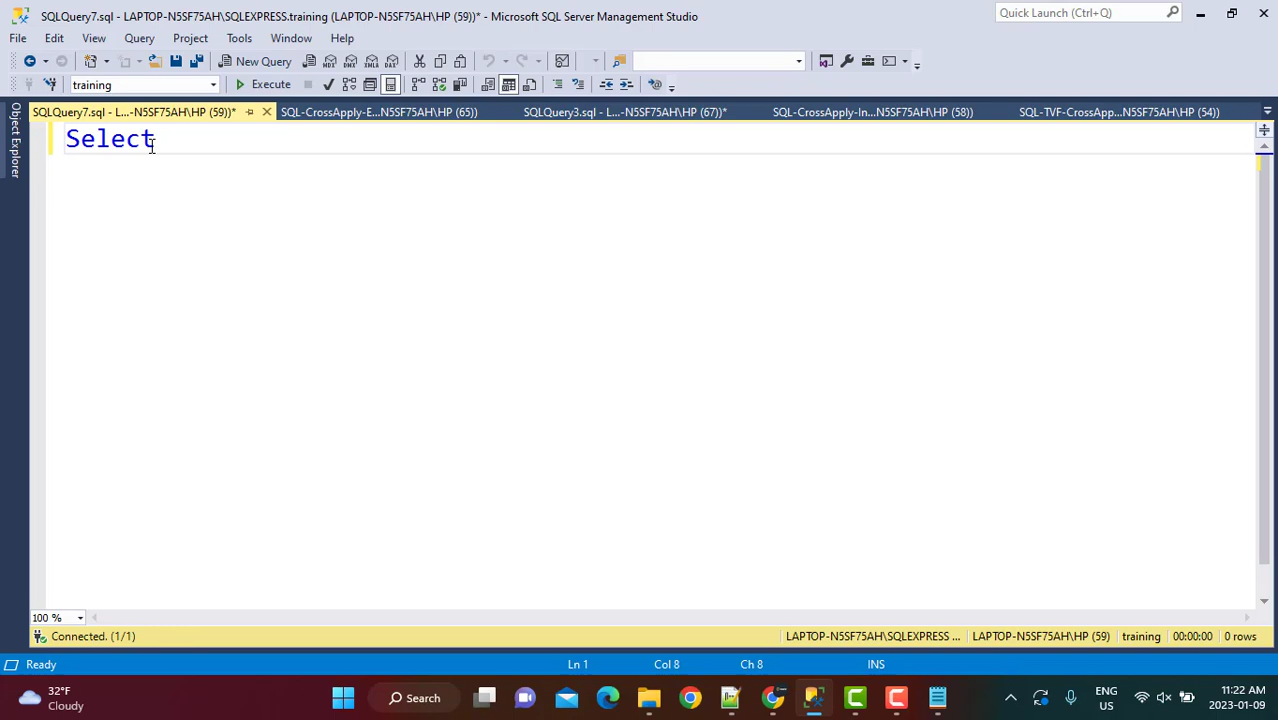 SQLQuery7.sql - LAPTOP-N5SF75AH\SQLEXPRESS.training (LAPTOP-N5SF75AH\HP (59))* - Microsoft SQL Server Management Studio
Quick Launch (Ctrl+Q)
File Edit View Query Project Tools Window Help
New Query
MDX DMX XMLA DAX
training
Execute
SQLQuery7.sql - L...-N5SF75AH\HP (59))*
SQL-CrossApply-E...N5SF75AH\HP (65))
SQLQuery3.sql - L...-N5SF75AH\HP (67))*
SQL-CrossApply-In...N5SF75AH\HP (58))
SQL-TVF-CrossApp...N5SF75AH\HP (54))
Object Explorer
Select
100 %
Connected. (1/1)
LAPTOP-N5SF75AH\SQLEXPRESS ...
LAPTOP-N5SF75AH\HP (59)
training
00:00:00
0 rows
Ready
Ln 1
Col 8
Ch 8
INS
32°F
Cloudy
Search
ENG
US
11:22 AM
2023-01-09